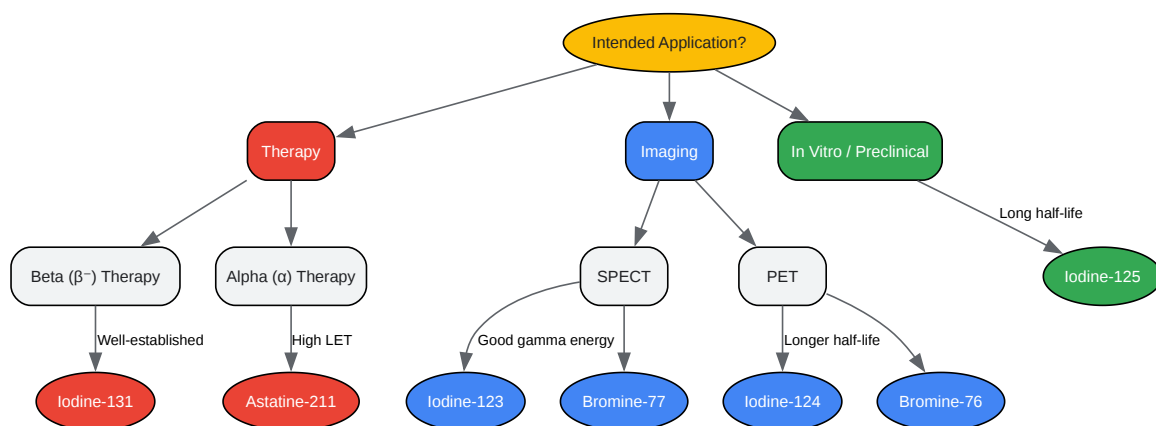 Intended Application?
Therapy
Imaging
In Vitro / Preclinical
Long half-life
Beta (β⁻) Therapy
Alpha (α) Therapy
SPECT
PET
Iodine-125
Well-established
High LET
Good gamma energy
Longer half-life
Iodine-131
Astatine-211
Iodine-123
Bromine-77
Iodine-124
Bromine-76